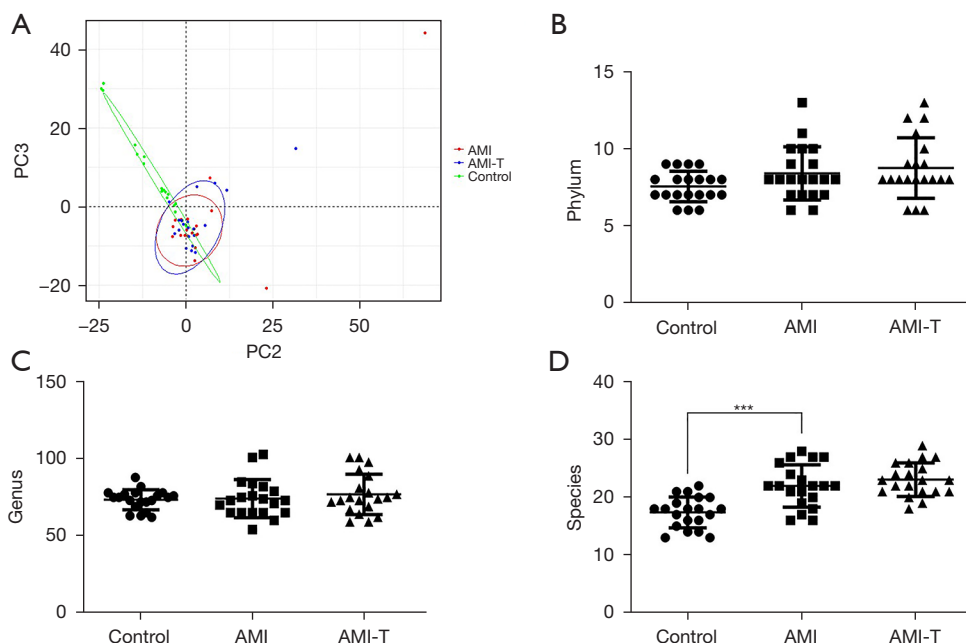 A
40
20
0
−20
PC3
−25
0
25
50
PC2
AMI
AMI-T
Control
B
15
10
5
0
Phylum
Control
AMI
AMI-T
C
150
100
50
0
Genus
Control
AMI
AMI-T
D
40
30
20
10
0
Species
***
Control
AMI
AMI-T